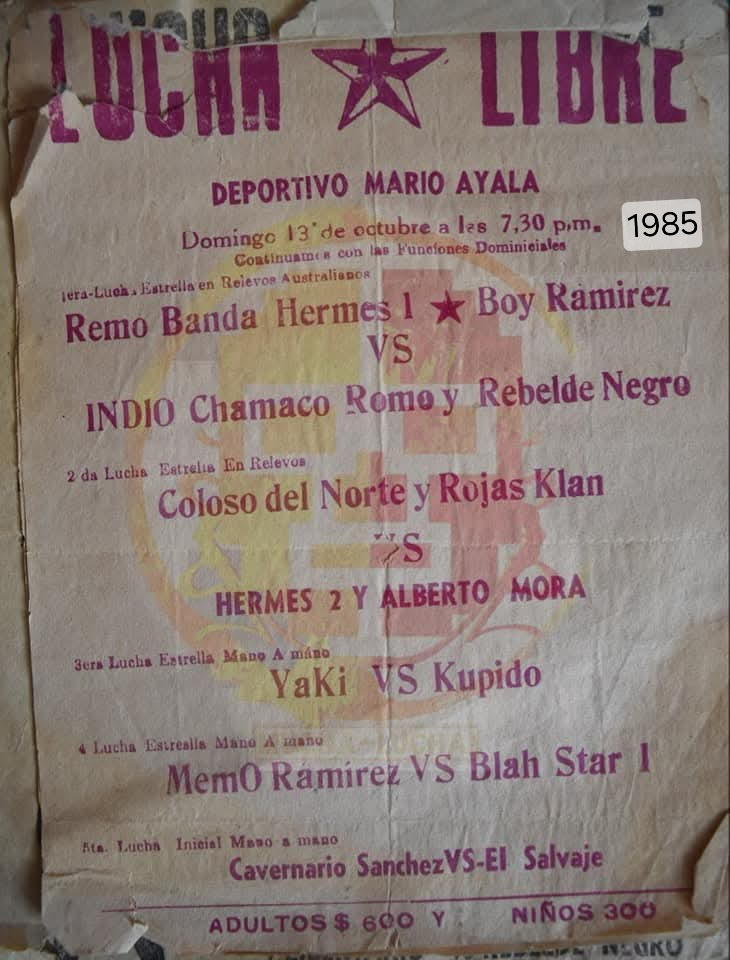 LUCHA ★ LIBRE
DEPORTIVO MARIO AYALA
Domingo 13 de octubre a las 7,30 p.m.
1985
Continuamos con las Funciones Dominiciales
1era-Lucha Estrella en Relevos Australianos
Remo Banda Hermes 1 ★ Boy Ramirez
VS
INDIO Chamaco Romo y Rebelde Negro
2 da Lucha Estrella En Relevos
Coloso del Norte y Rojas Klan
VS
HERMES 2 Y ALBERTO MORA
3era Lucha Estrella Mano A mano
YaKi VS Kupido
4 Lucha Estrealla Mano A mano
MemO Ramirez VS Blah Star 1
5ta. Lucha Inicial Mano a mano
Cavernario Sanchez VS-El Salvaje
ADULTOS $ 600 Y NIÑOS 300
NEGRO